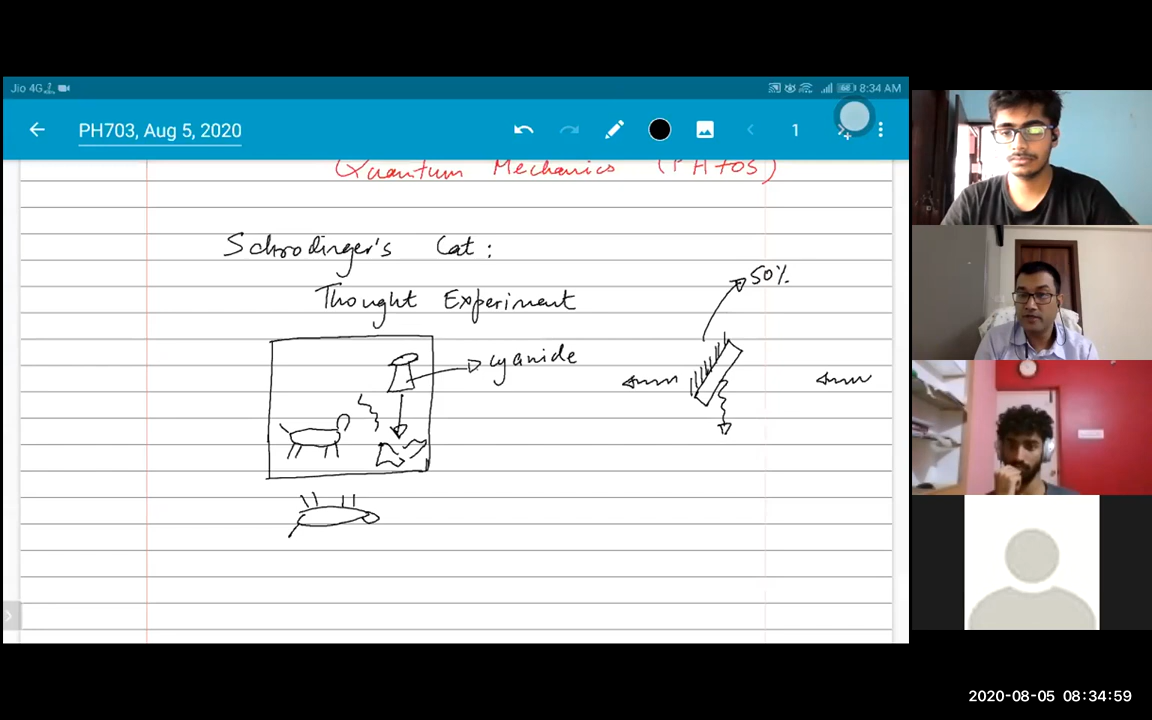 Jio 4G 8:34 AM
PH703, Aug 5, 2020 1
Quantum Mechanics (PH703)
Schrodinger's Cat:
Thought Experiment
50%
cyanide
2020-08-05 08:34:59